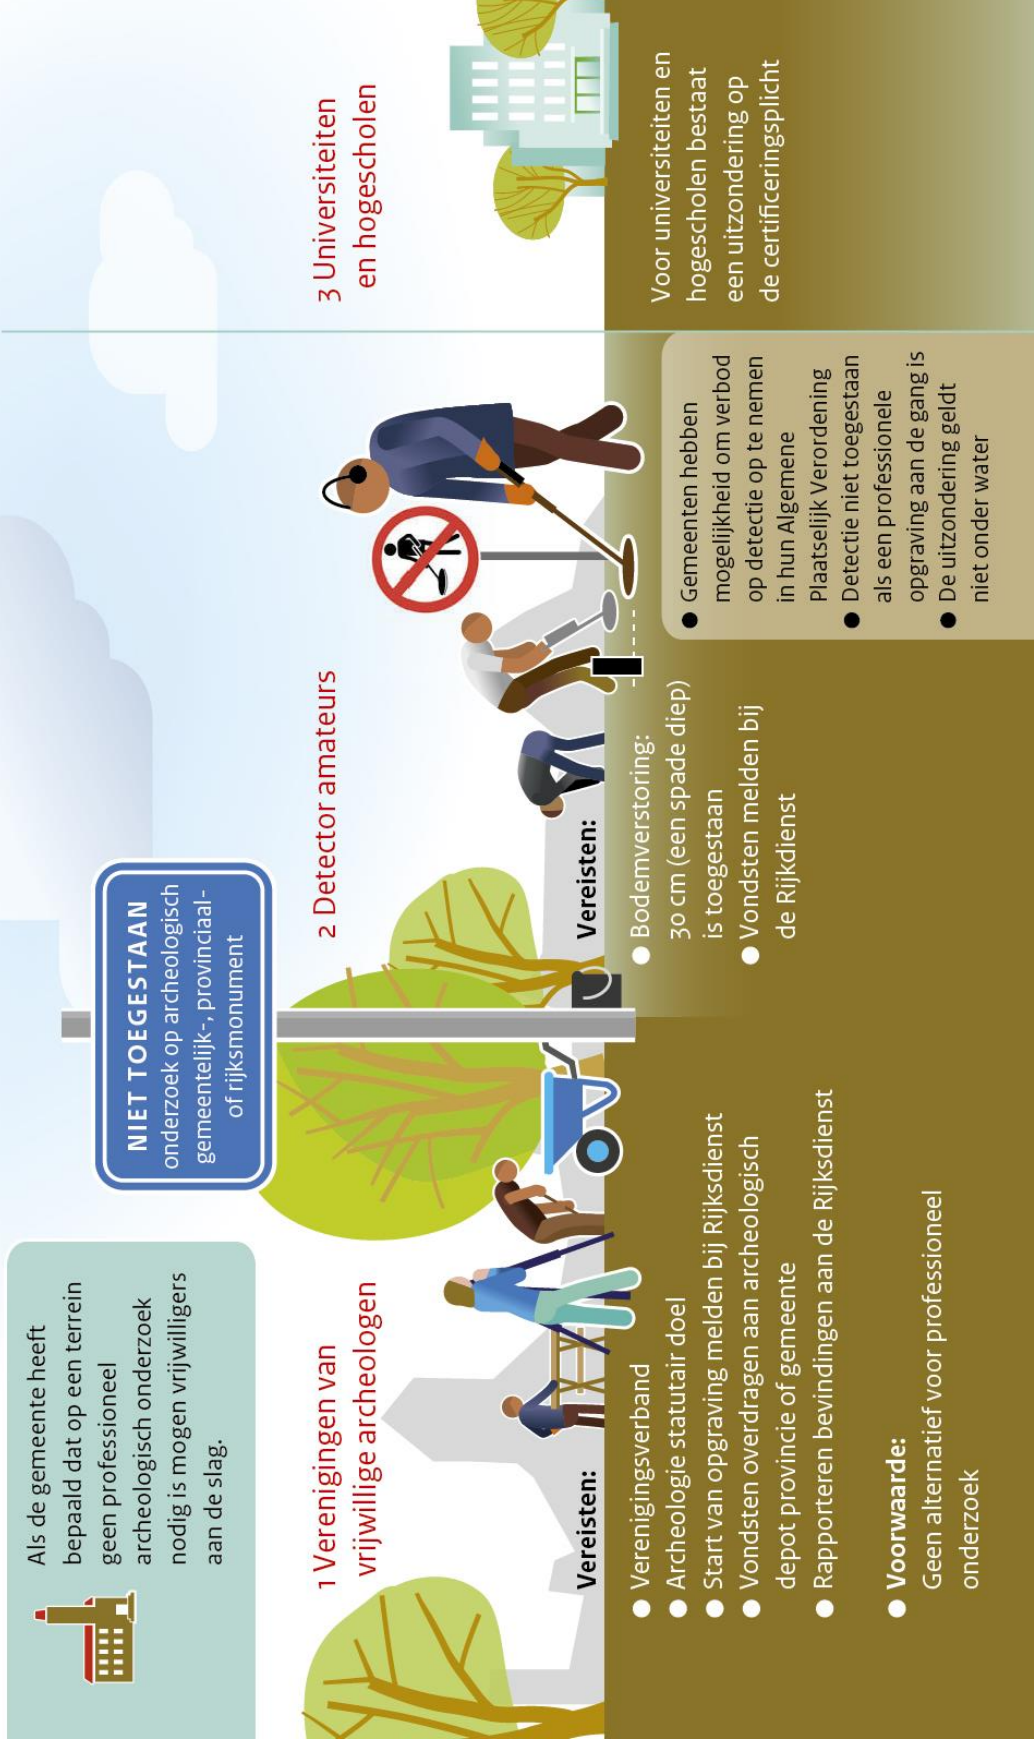 Als de gemeente heeft
bepaald dat op een terrein
geen professioneel
archeologisch onderzoek
nodig is mogen vrijwilligers
aan de slag.
NIET TOEGESTAAN
onderzoek op archeologisch
gemeentelijk-, provinciaal-
of rijksmonument
1 Verenigingen van
vrijwillige archeologen
Vereisten:
● Verenigingsverband
● Archeologie statutair doel
● Start van opgraving melden bij Rijksdienst
● Vondsten overdragen aan archeologisch
depot provincie of gemeente
● Rapporteren bevindingen aan de Rijksdienst
● Voorwaarde:
Geen alternatief voor professioneel
onderzoek
2 Detector amateurs
Vereisten:
● Bodemverstoring:
30 cm (een spade diep)
is toegestaan
● Vondsten melden bij
de Rijkdienst
● Gemeenten hebben
mogelijkheid om verbod
op detectie op te nemen
in hun Algemene
Plaatselijk Verordening
● Detectie niet toegestaan
als een professionele
opgraving aan de gang is
● De uitzondering geldt
niet onder water
3 Universiteiten
en hogescholen
Voor universiteiten en
hogescholen bestaat
een uitzondering op
de certificeringsplicht